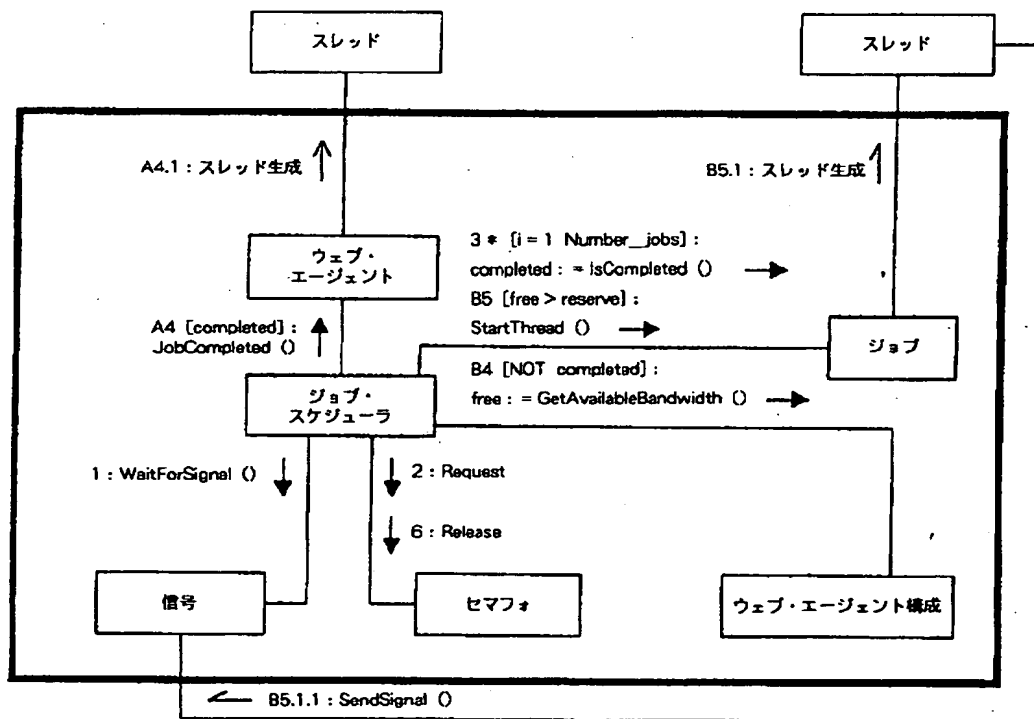 スレッド
スレッド
A4.1 : スレッド生成
B5.1 : スレッド生成
ウェブ・
エージェント
3 * [i = 1 Number_jobs] :
completed : = IsCompleted ()
B5 [free > reserve] :
StartThread ()
A4 [completed] :
JobCompleted ()
ジョブ
B4 [NOT completed] :
free : = GetAvailableBandwidth ()
ジョブ・
スケジューラ
1 : WaitForSignal ()
2 : Request
6 : Release
信号
セマフォ
ウェブ・エージェント構成
B5.1.1 : SendSignal ()